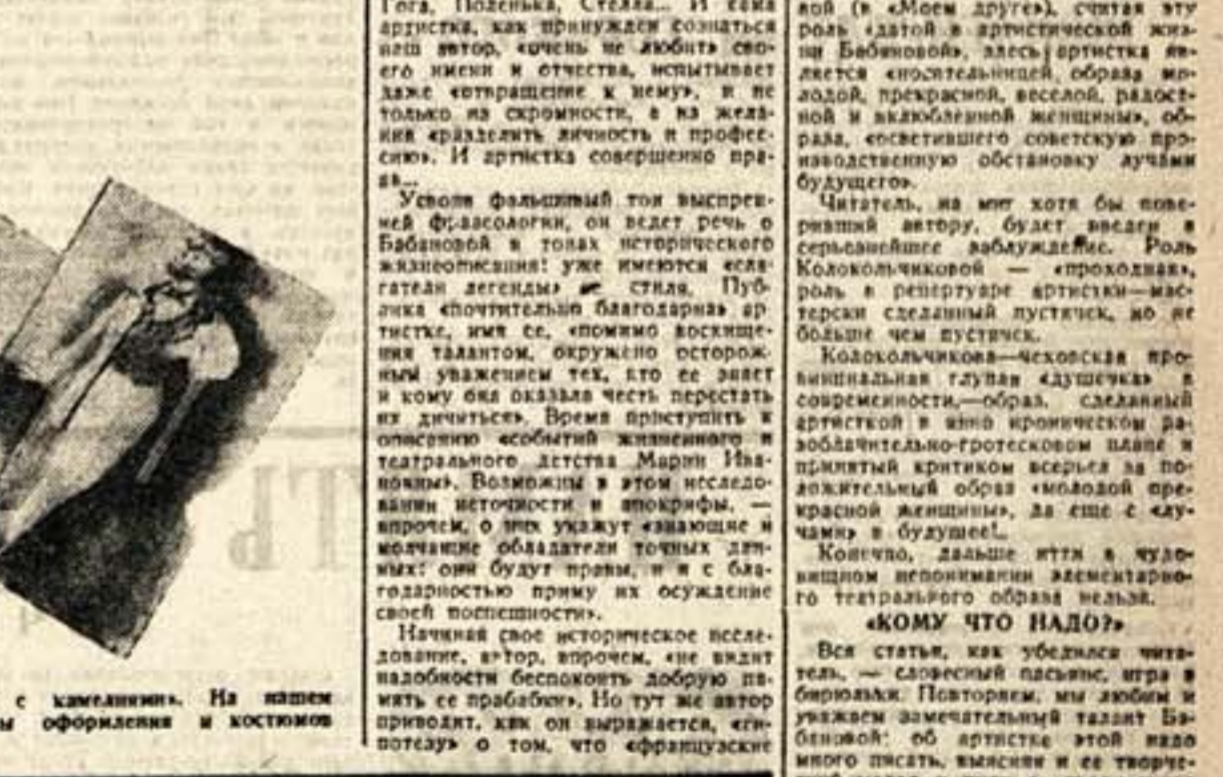 с камелиями». На нашем
оформления и костюмов
Гога, Поленька, Стелла... И сама
артистка, как принужден сознаться
наш автор, «очень не любит» сво-
его имени и отчества, испытывает
даже «отвращение к нему», и не
только из скромности, а из жела-
ния «разделить личность и профес-
сию». И артистка совершенно пра-
ва...
Усвоив фальшивый тон выспрен-
ней фразеологии, он ведет речь о
Бабановой в тонах исторического
жизнеописания: уже имеются «сла-
гатели легенды» ее стиля. Пуб-
лика «почтительно благодарна» ар-
тистке, имя ее, «помимо восхище-
ния талантом, окружено осторож-
ным уважением тех, кто ее знает
и кому она оказала честь перестать
их дичиться». Время приступить к
описанию «событий жизненного и
театрального детства Марии Ива-
новны». Возможны в этом исследо-
вании неточности и апокрифы, —
впрочем, о них укажут «знающие и
молчащие обладатели точных дан-
ных: они будут правы, и я с бла-
годарностью приму их осуждение
своей поспешности».
Начиная свое историческое иссле-
дование, автор, впрочем, «не видит
надобности беспокоить добрую па-
мять ее прабабки». Но тут же автор
приводит, как он выражается, «ги-
потезу» о том, что «французские
вой (в «Моем друге»), считая эту
роль «датой в артистической жиз-
ни Бабановой», здесь артистка яв-
ляется «носительницей образа мо-
лодой, прекрасной, веселой, радост-
ной и влюбленной женщины», об-
раза, «осветившего советскую про-
изводственную обстановку лучами
будущего».
Читатель, на миг хотя бы пове-
ривший автору, будет введен в
серьезнейшее заблуждение. Роль
Колокольчиковой — «проходная»,
роль в репертуаре артистки—мас-
терски сделанный пустячек, но не
больше чем пустячек.
Колокольчикова—чеховская про-
винциальная глупая «душечка» в
современности,—образ, сделанный
артисткой в явно ироническом ра-
зоблачительно-гротесковом плане и
принятый критиком всерьез за по-
ложительный образ «молодой пре-
красной женщины», да еще с «лу-
чами» в будущее!..
Конечно, дальше итти в чудо-
вищном непонимании элементарно-
го театрального образа нельзя.
«КОМУ ЧТО НАДО?»
Вся статья, как убедился чита-
тель, — словесный пасьянс, игра в
бирюльки. Повторяем, мы любим и
уважаем замечательный талант Ба-
бановой: об артистке этой надо
много писать, выясняя и ее творче-